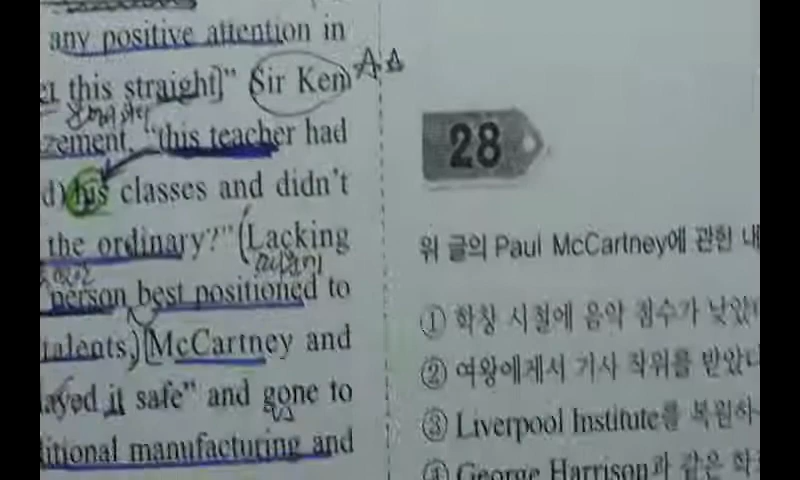 any positive attention in
this straight]" Sir Ken
"this teacher had
d) his classes and didn't
the ordinary?" (Lacking
person best positioned to
talents.) [McCartney and
it safe" and gone to
manufacturing and
28
위 글의 Paul McCartney에 관한 내
① 학창 시절에 음악 점수가 낮았다
② 여왕에게서 기사 작위를 받았다
③ Liverpool Institute를 복원하
④ George Harrison과 같은 학